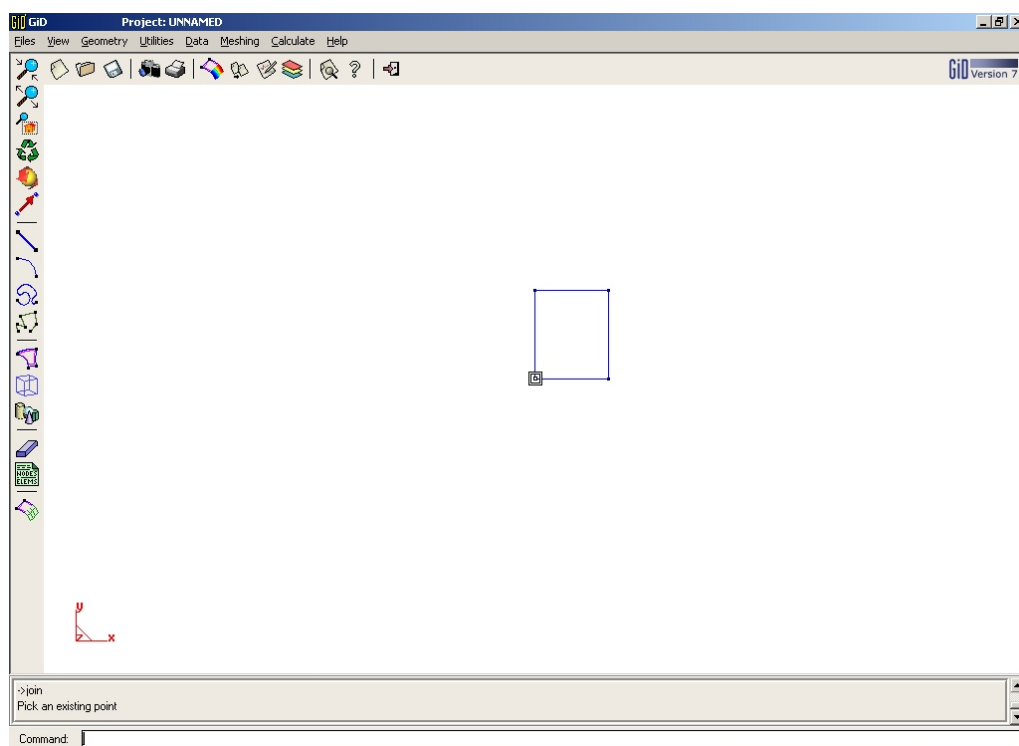 GiD GiD Project: UNNAMED
Files View Geometry Utilities Data Meshing Calculate Help
GiD Version 7
NODES
ELEMS
y
z x
->join
Pick an existing point
Command: